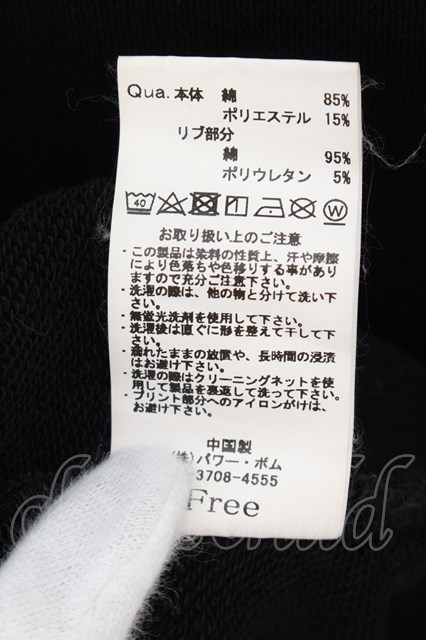 Qua. 本体 綿 85%
ポリエステル 15%
リブ部分
綿 95%
ポリウレタン 5%
40 W
お取り扱い上のご注意
・この製品は染料の性質上、汗や摩擦
により色落ちや色移りする事があり
ますので充分ご注意下さい。
・洗濯の際は、他の物と分けて洗い下
さい。
・無蛍光洗剤を使用して下さい。
・洗濯後は直ぐに形を整えて干して下
さい。
・濡れたままの放置や、長時間の浸漬
はお避け下さい。
・洗濯の際はクリーニングネットを使
用して製品を裏返して洗って下さい。
・プリント部分へのアイロンがけは、
お避け下さい。
中国製
(株)パワー・ボム
-3708-4555
Free